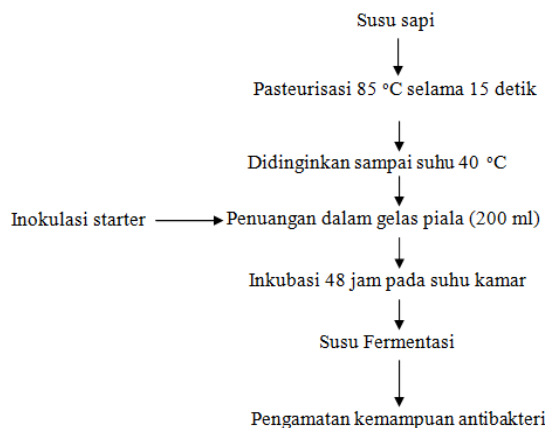 Susu sapi
Pasteurisasi 85 °C selama 15 detik
Didinginkan sampai suhu 40 °C
Inokulasi starter
Penuangan dalam gelas piala (200 ml)
Inkubasi 48 jam pada suhu kamar
Susu Fermentasi
Pengamatan kemampuan antibakteri